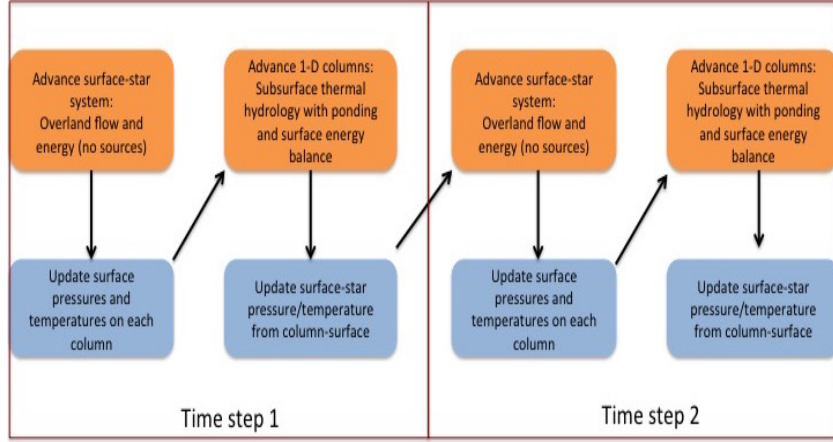 Advance surface-star
system:
Overland flow and
energy (no sources)
Update surface
pressures and
temperatures on each
column
Advance 1-D columns:
Subsurface thermal
hydrology with ponding
and surface energy
balance
Update surface-star
pressure/temperature
from column-surface
Time step 1
Advance surface-star
system:
Overland flow and
energy (no sources)
Update surface
pressures and
temperatures on each
column
Advance 1-D columns:
Subsurface thermal
hydrology with ponding
and surface energy
balance
Update surface-star
pressure/temperature
from column-surface
Time step 2